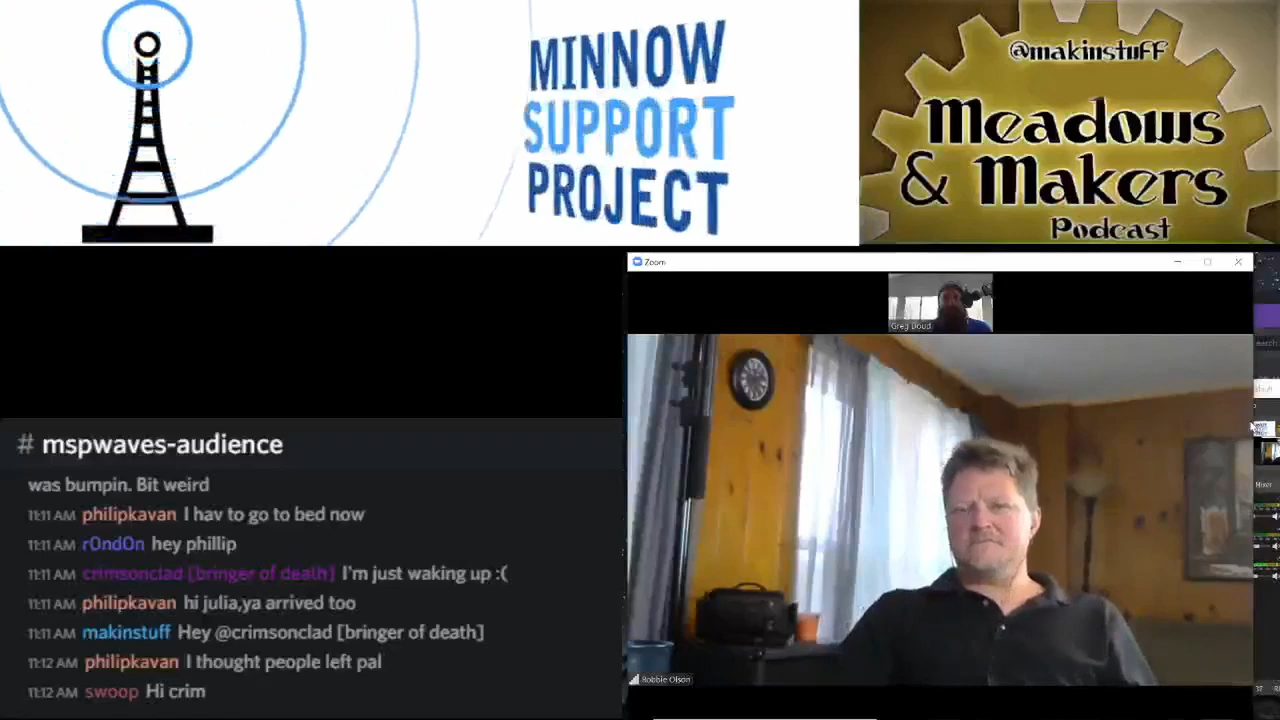 MINNOW
SUPPORT
PROJECT
@makinstuff
Meadows
& Makers
Podcast
Zoom
Greg Doud
# mspwaves-audience
was bumpin. Bit weird
11:11 AM philipkavan I hav to go to bed now
11:11 AM r0nd0n hey phillip
11:11 AM crimsonclad [bringer of death] I'm just waking up :(
11:11 AM philipkavan hi julia,ya arrived too
11:11 AM makinstuff Hey @crimsonclad [bringer of death]
11:12 AM philipkavan I thought people left pal
11:12 AM swoop Hi crim
Robbie Olson
earch
Mixer